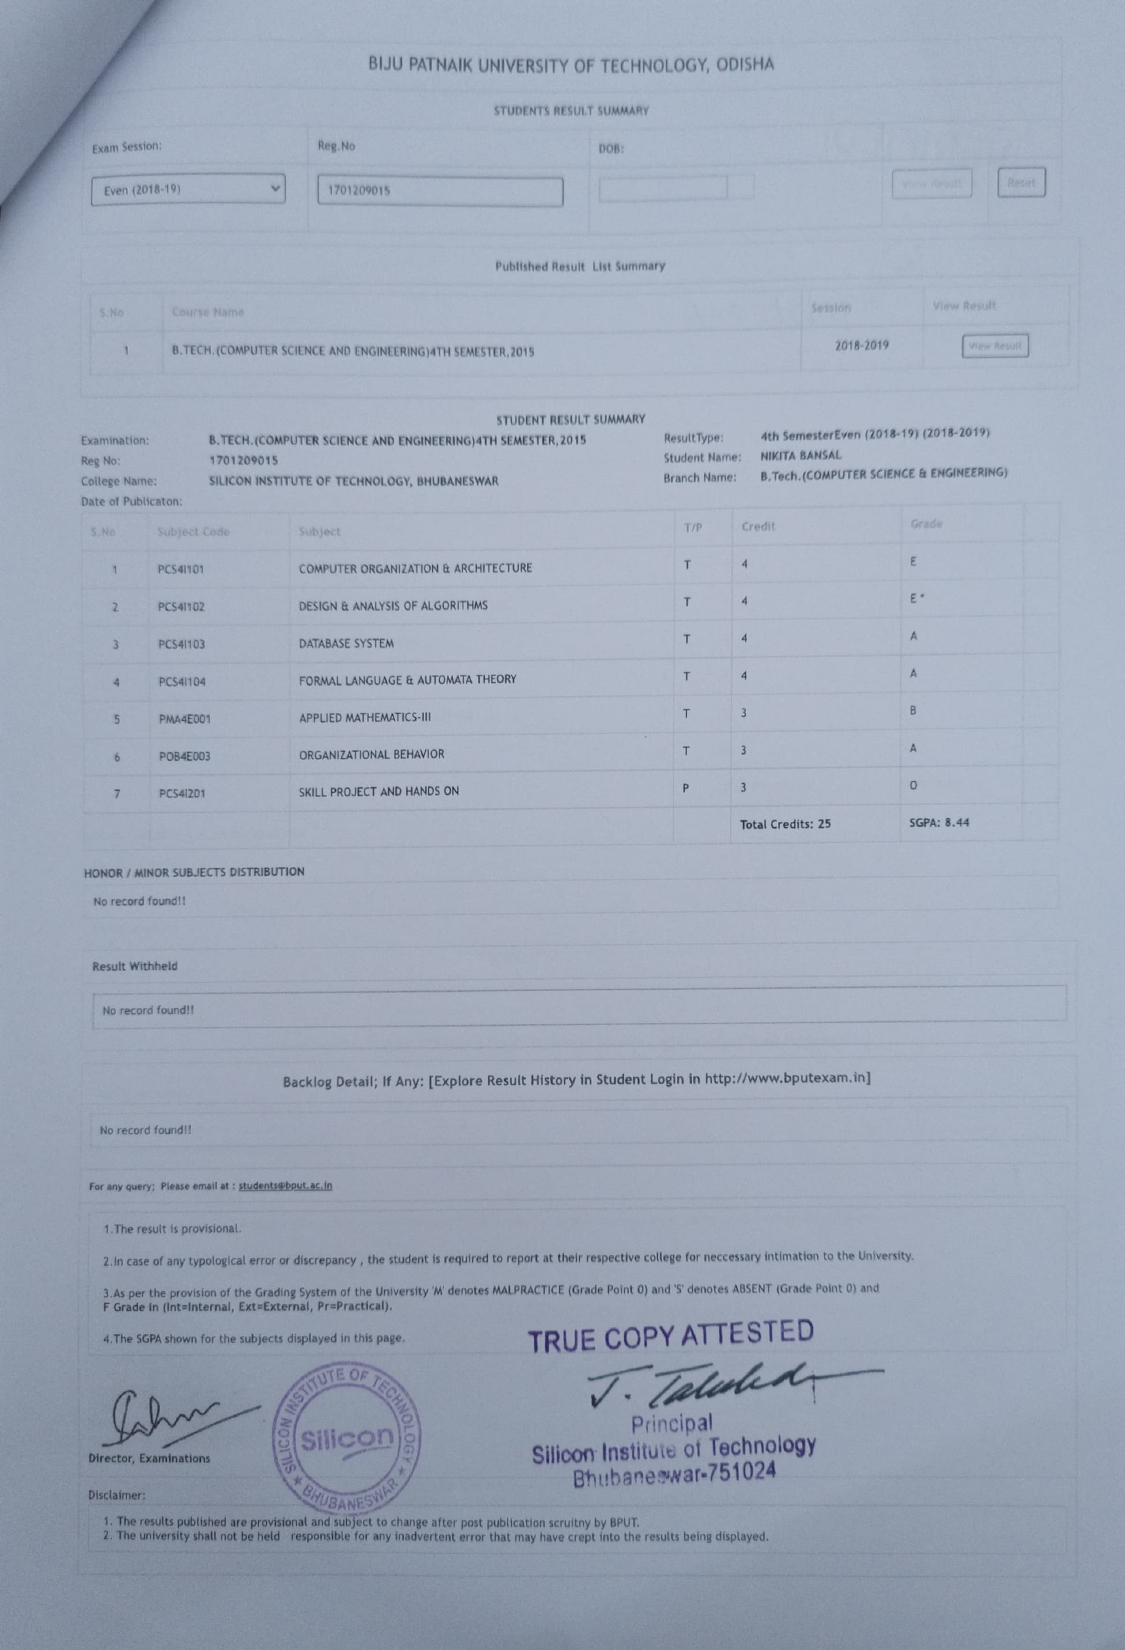 BIJU PATNAIK UNIVERSITY OF TECHNOLOGY, ODISHA
STUDENTS RESULT SUMMARY
Exam Session: Reg.No DOB:
Even (2018-19) 1701209015 View Result Reset
Published Result List Summary
S.No Course Name Session View Result
1 B.TECH.(COMPUTER SCIENCE AND ENGINEERING)4TH SEMESTER,2015 2018-2019 View Result
STUDENT RESULT SUMMARY
Examination: B.TECH.(COMPUTER SCIENCE AND ENGINEERING)4TH SEMESTER,2015 ResultType: 4th SemesterEven (2018-19) (2018-2019)
Reg No: 1701209015 Student Name: NIKITA BANSAL
College Name: SILICON INSTITUTE OF TECHNOLOGY, BHUBANESWAR Branch Name: B.Tech.(COMPUTER SCIENCE & ENGINEERING)
Date of Publicaton:
S.No Subject Code Subject T/P Credit Grade
1 PCS4I101 COMPUTER ORGANIZATION & ARCHITECTURE T 4 E
2 PCS4I102 DESIGN & ANALYSIS OF ALGORITHMS T 4 E *
3 PCS4I103 DATABASE SYSTEM T 4 A
4 PCS4I104 FORMAL LANGUAGE & AUTOMATA THEORY T 4 A
5 PMA4E001 APPLIED MATHEMATICS-III T 3 B
6 POB4E003 ORGANIZATIONAL BEHAVIOR T 3 A
7 PCS4I201 SKILL PROJECT AND HANDS ON P 3 O
Total Credits: 25 SGPA: 8.44
HONOR / MINOR SUBJECTS DISTRIBUTION
No record found!!
Result Withheld
No record found!!
Backlog Detail; If Any: [Explore Result History in Student Login in http://www.bputexam.in]
No record found!!
For any query; Please email at : students@bput.ac.in
1.The result is provisional.
2.In case of any typological error or discrepancy , the student is required to report at their respective college for neccessary intimation to the University.
3.As per the provision of the Grading System of the University 'M' denotes MALPRACTICE (Grade Point 0) and 'S' denotes ABSENT (Grade Point 0) and
F Grade in (Int=Internal, Ext=External, Pr=Practical).
4.The SGPA shown for the subjects displayed in this page.
TRUE COPY ATTESTED
Principal
Silicon Institute of Technology
Bhubaneswar-751024
SILICON INSTITUTE OF TECHNOLOGY
Silicon
★ BHUBANESWAR ★
Director, Examinations
Disclaimer:
1. The results published are provisional and subject to change after post publication scruitny by BPUT.
2. The university shall not be held responsible for any inadvertent error that may have crept into the results being displayed.